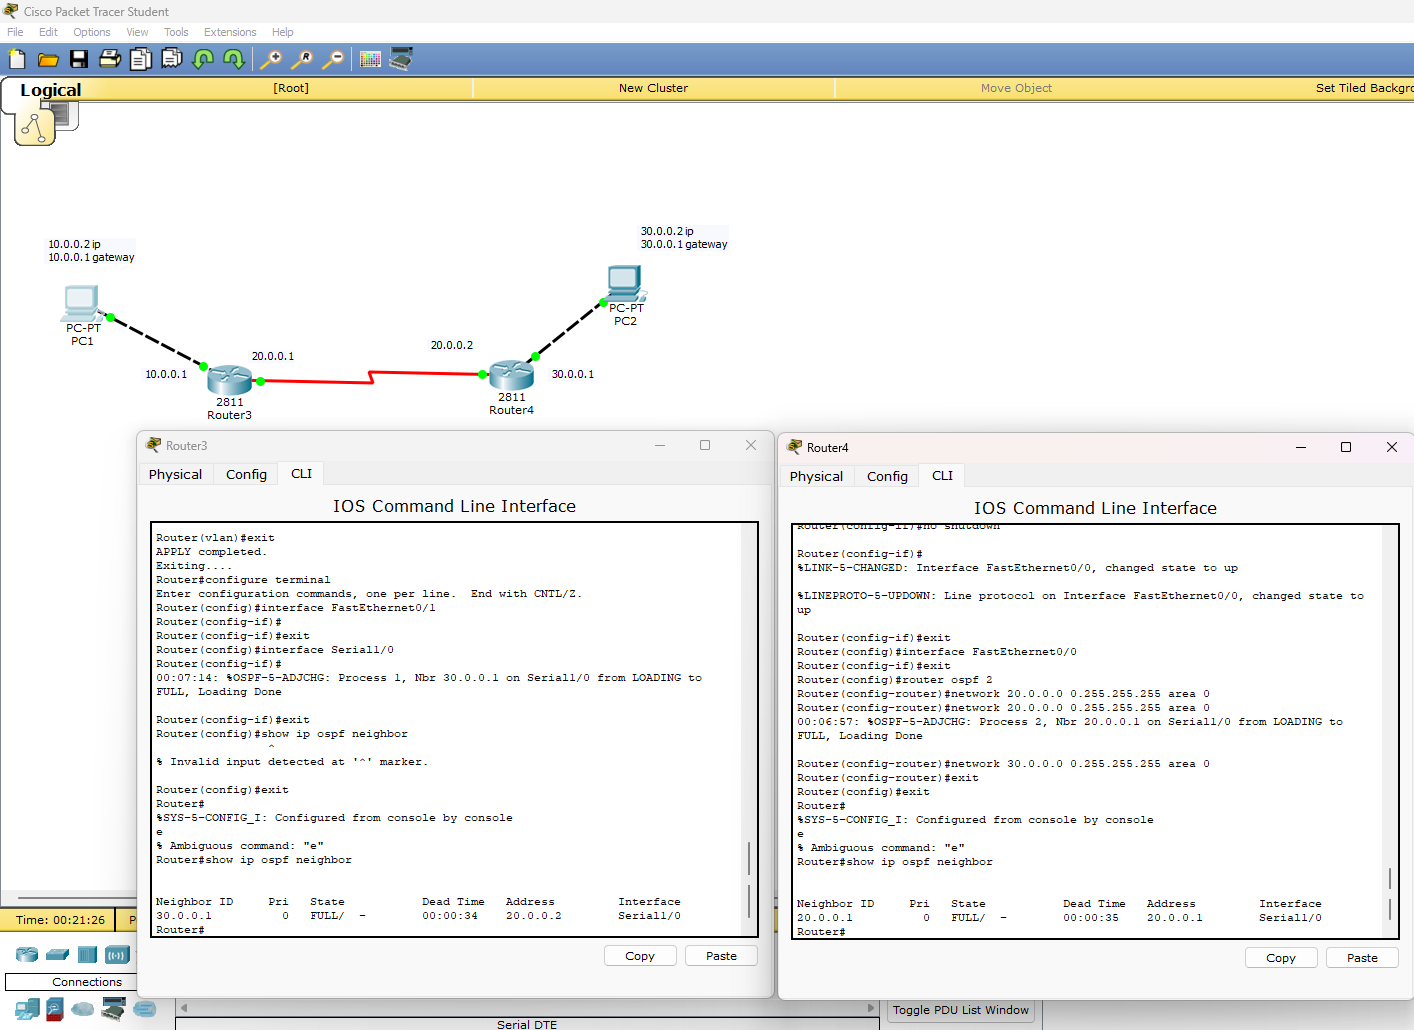 Cisco Packet Tracer Student
File Edit Options View Tools Extensions Help
Logical [Root] New Cluster Move Object Set Tiled Backgro
10.0.0.2 ip
10.0.0.1 gateway
30.0.0.2 ip
30.0.0.1 gateway
PC-PT
PC1
PC-PT
PC2
10.0.0.1
20.0.0.1
20.0.0.2
30.0.0.1
2811
Router3
2811
Router4
Router3
Physical Config CLI
IOS Command Line Interface
Router(vlan)#exit
APPLY completed.
Exiting....
Router#configure terminal
Enter configuration commands, one per line.  End with CNTL/Z.
Router(config)#interface FastEthernet0/1
Router(config-if)#
Router(config-if)#exit
Router(config)#interface Serial1/0
Router(config-if)#
00:07:14: %OSPF-5-ADJCHG: Process 1, Nbr 30.0.0.1 on Serial1/0 from LOADING to
FULL, Loading Done
Router(config-if)#exit
Router(config)#show ip ospf neighbor
^
% Invalid input detected at '^' marker.
Router(config)#exit
Router#
%SYS-5-CONFIG_I: Configured from console by console
e
% Ambiguous command: "e"
Router#show ip ospf neighbor
Neighbor ID Pri State Dead Time Address Interface
30.0.0.1 0 FULL/ - 00:00:34 20.0.0.2 Serial1/0
Router#
Copy Paste
Router4
Physical Config CLI
IOS Command Line Interface
Router(config-if)#no shutdown
Router(config-if)#
%LINK-5-CHANGED: Interface FastEthernet0/0, changed state to up
%LINEPROTO-5-UPDOWN: Line protocol on Interface FastEthernet0/0, changed state to
up
Router(config-if)#exit
Router(config)#interface FastEthernet0/0
Router(config-if)#exit
Router(config)#router ospf 2
Router(config-router)#network 20.0.0.0 0.255.255.255 area 0
Router(config-router)#network 20.0.0.0 0.255.255.255 area 0
00:06:57: %OSPF-5-ADJCHG: Process 2, Nbr 20.0.0.1 on Serial1/0 from LOADING to
FULL, Loading Done
Router(config-router)#network 30.0.0.0 0.255.255.255 area 0
Router(config-router)#exit
Router(config)#exit
Router#
%SYS-5-CONFIG_I: Configured from console by console
e
% Ambiguous command: "e"
Router#show ip ospf neighbor
Neighbor ID Pri State Dead Time Address Interface
20.0.0.1 0 FULL/ - 00:00:35 20.0.0.1 Serial1/0
Router#
Copy Paste
Time: 00:21:26 P
Connections
Toggle PDU List Window
Serial DTE